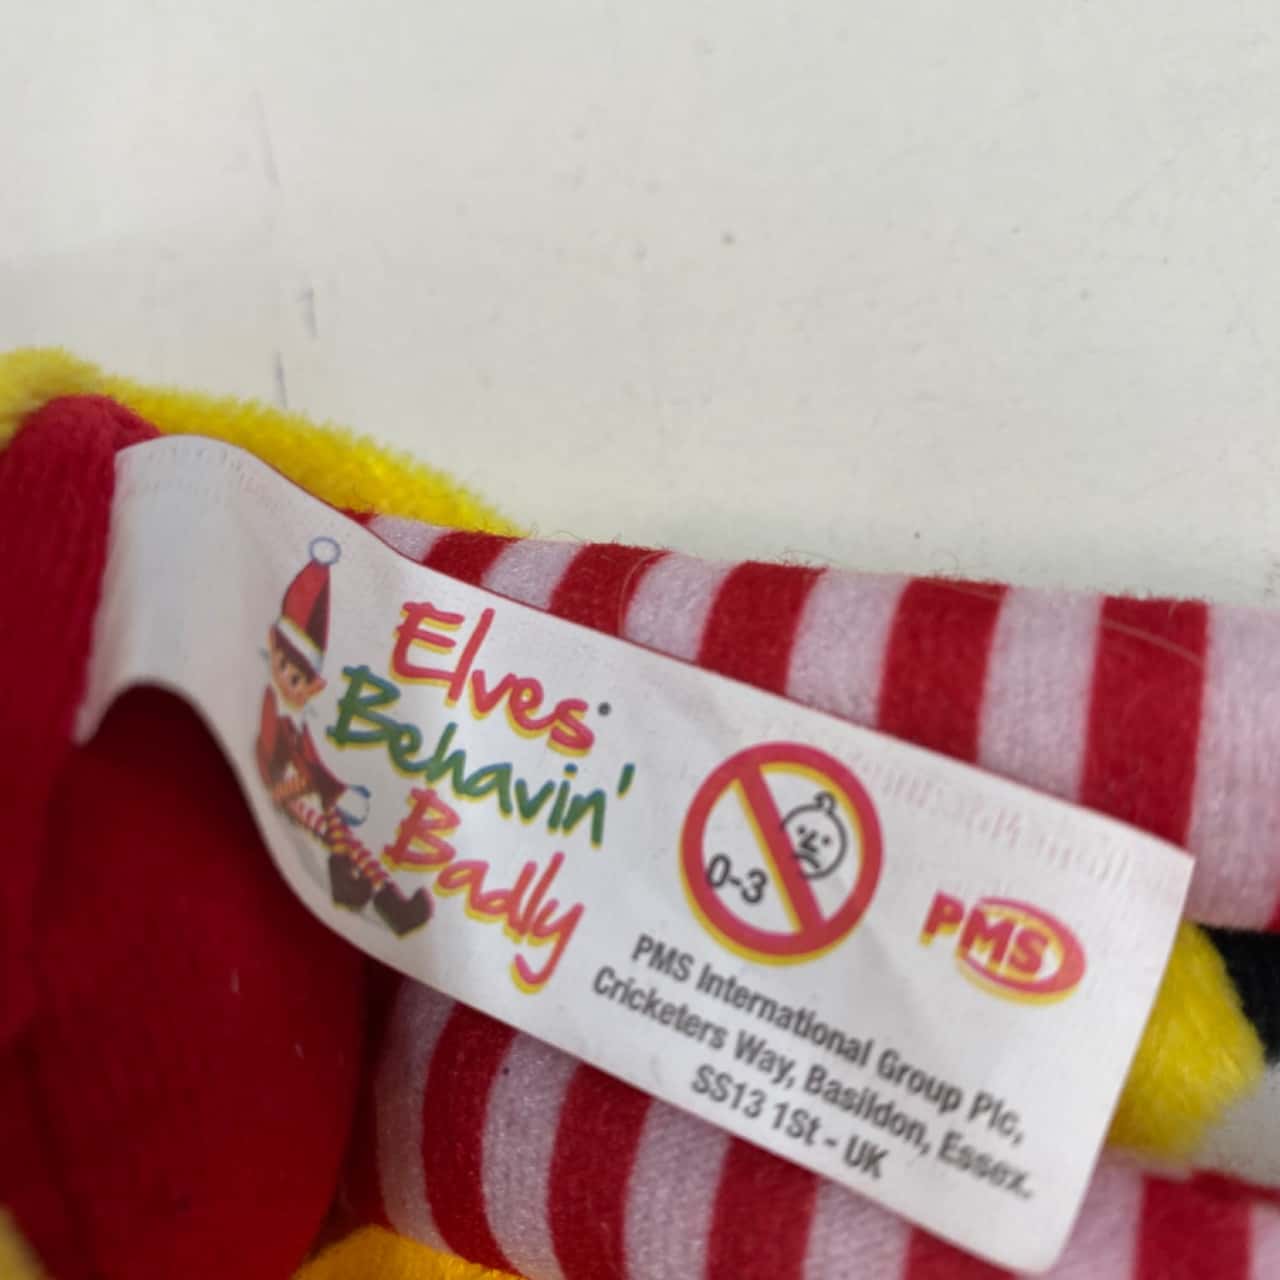 Elves®
Behavin'
Badly
0-3
PMS
PMS International Group Plc,
Cricketers Way, Basildon, Essex.
SS13 1St - UK